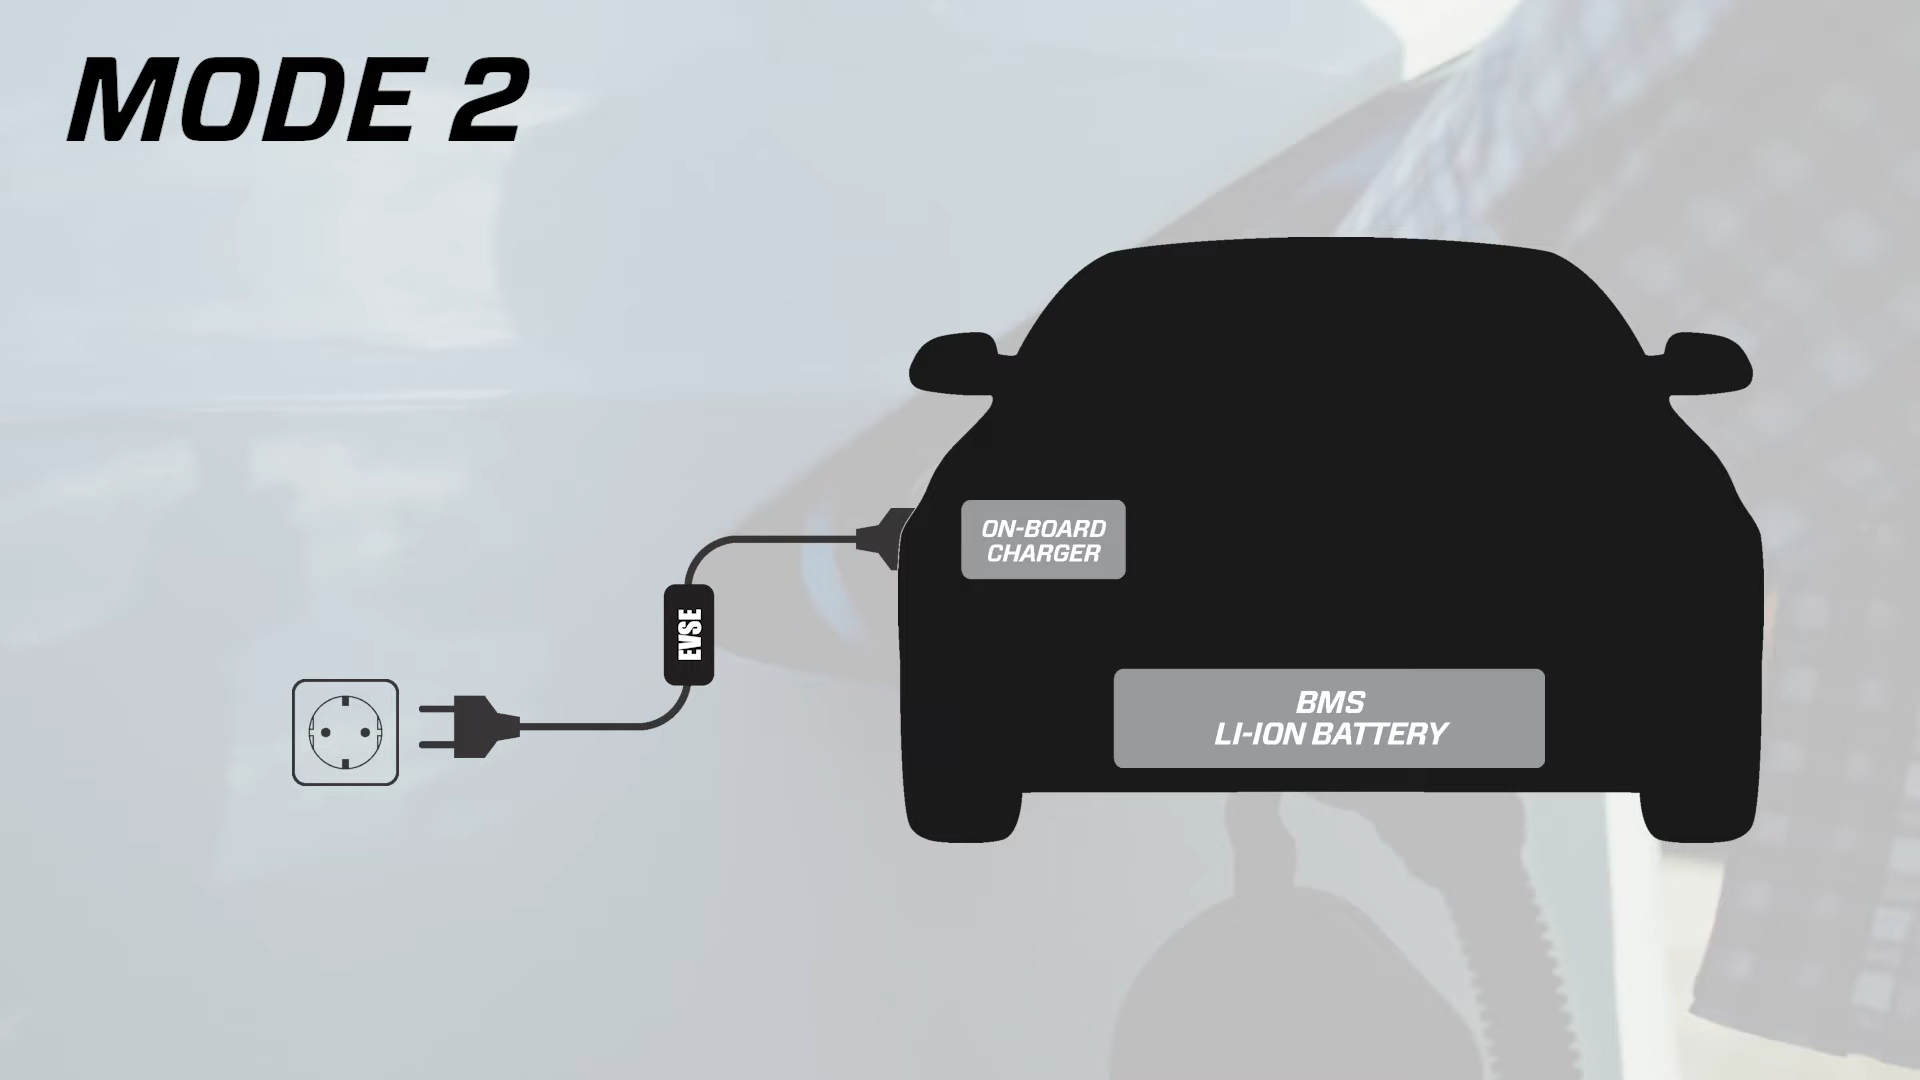 MODE 2
ON-BOARD
CHARGER
EVSE
BMS
LI-ION BATTERY